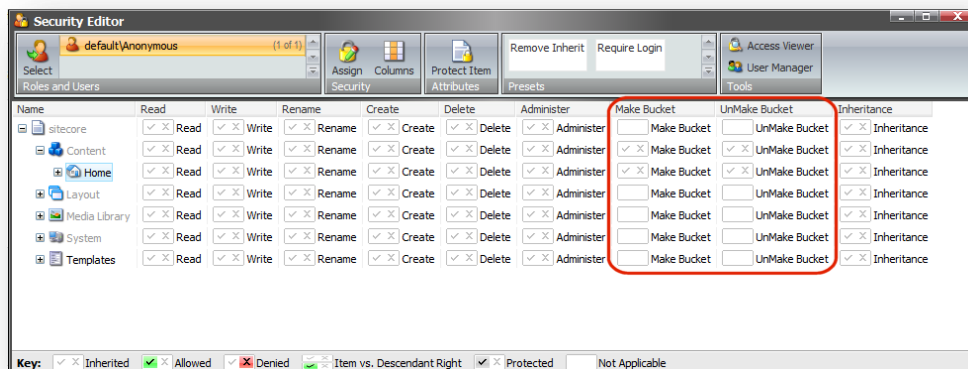 Security Editor
default\Anonymous (1 of 1)
Select
Roles and Users
Assign Columns
Security
Protect Item
Attributes
Remove Inherit Require Login
Presets
Access Viewer
User Manager
Tools
Name Read Write Rename Create Delete Administer Make Bucket UnMake Bucket Inheritance
sitecore Read Write Rename Create Delete Administer Make Bucket UnMake Bucket Inheritance
Content Read Write Rename Create Delete Administer Make Bucket UnMake Bucket Inheritance
Home Read Write Rename Create Delete Administer Make Bucket UnMake Bucket Inheritance
Layout Read Write Rename Create Delete Administer Make Bucket UnMake Bucket Inheritance
Media Library Read Write Rename Create Delete Administer Make Bucket UnMake Bucket Inheritance
System Read Write Rename Create Delete Administer Make Bucket UnMake Bucket Inheritance
Templates Read Write Rename Create Delete Administer Make Bucket UnMake Bucket Inheritance
Key: Inherited Allowed Denied Item vs. Descendant Right Protected Not Applicable